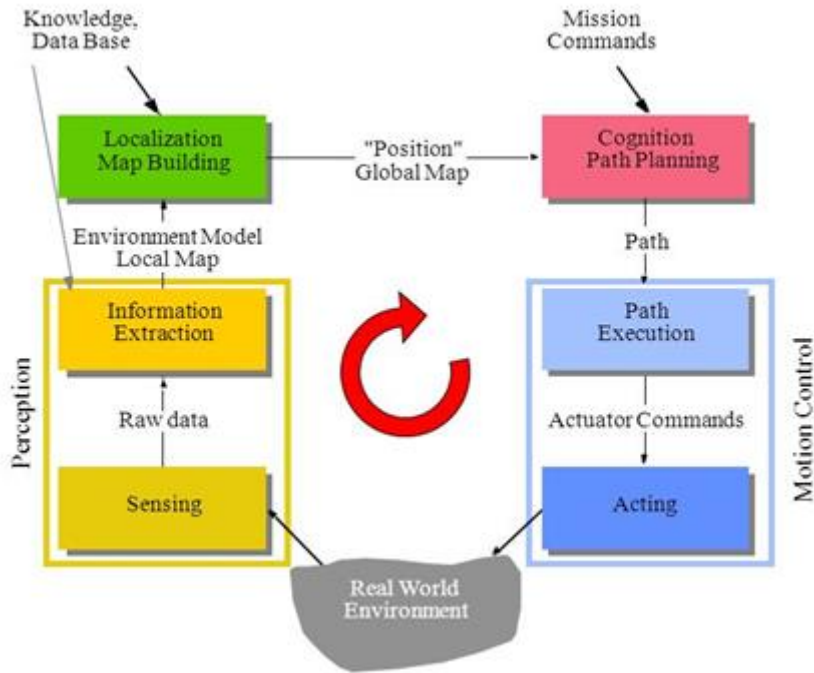 Knowledge,
Data Base
Mission
Commands
Localization
Map Building
"Position"
Global Map
Cognition
Path Planning
Environment Model
Local Map
Path
Information
Extraction
Path
Execution
Perception
Raw data
Actuator Commands
Motion Control
Sensing
Acting
Real World
Environment